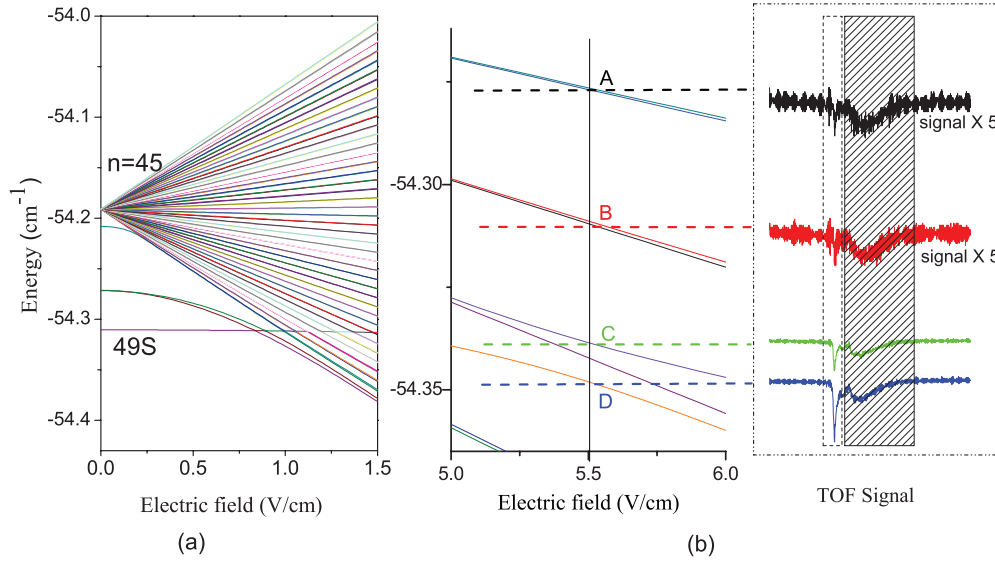 -54.0
-54.1
-54.2
-54.3
-54.4
Energy (cm-1)
n=45
49S
0.0 0.5 1.0 1.5
Electric field (V/cm)
(a)
-54.30
-54.35
A
B
C
D
5.0 5.5 6.0
Electric field (V/cm)
(b)
signal X 5
signal X 5
TOF Signal